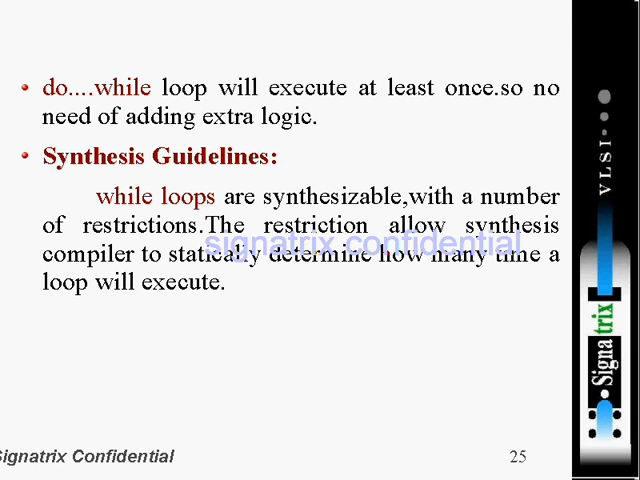 do....while loop will execute at least once.so no
need of adding extra logic.
Synthesis Guidelines:
while loops are synthesizable,with a number
of restrictions.The restriction allow synthesis
compiler to statically determine how many time a
loop will execute.
signatrix confidential
Signatrix Confidential
25
VLSI
Signatrix